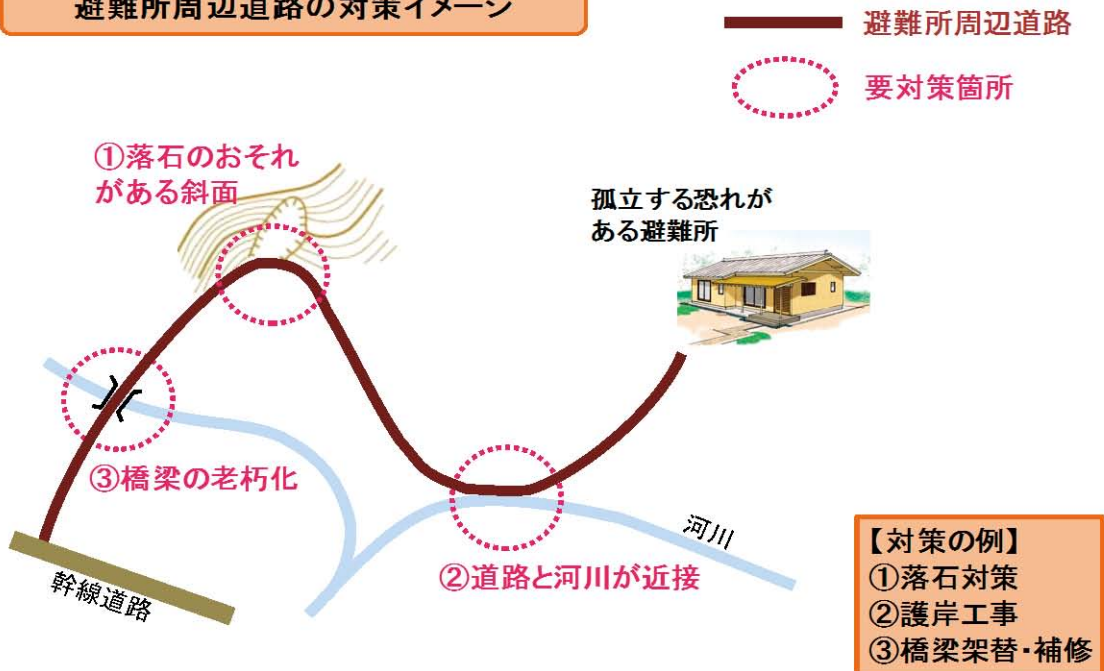 避難所周辺道路の対策イメージ
避難所周辺道路
要対策箇所
①落石のおそれ
がある斜面
孤立する恐れが
ある避難所
③橋梁の老朽化
河川
②道路と河川が近接
幹線道路
【対策の例】
①落石対策
②護岸工事
③橋梁架替・補修